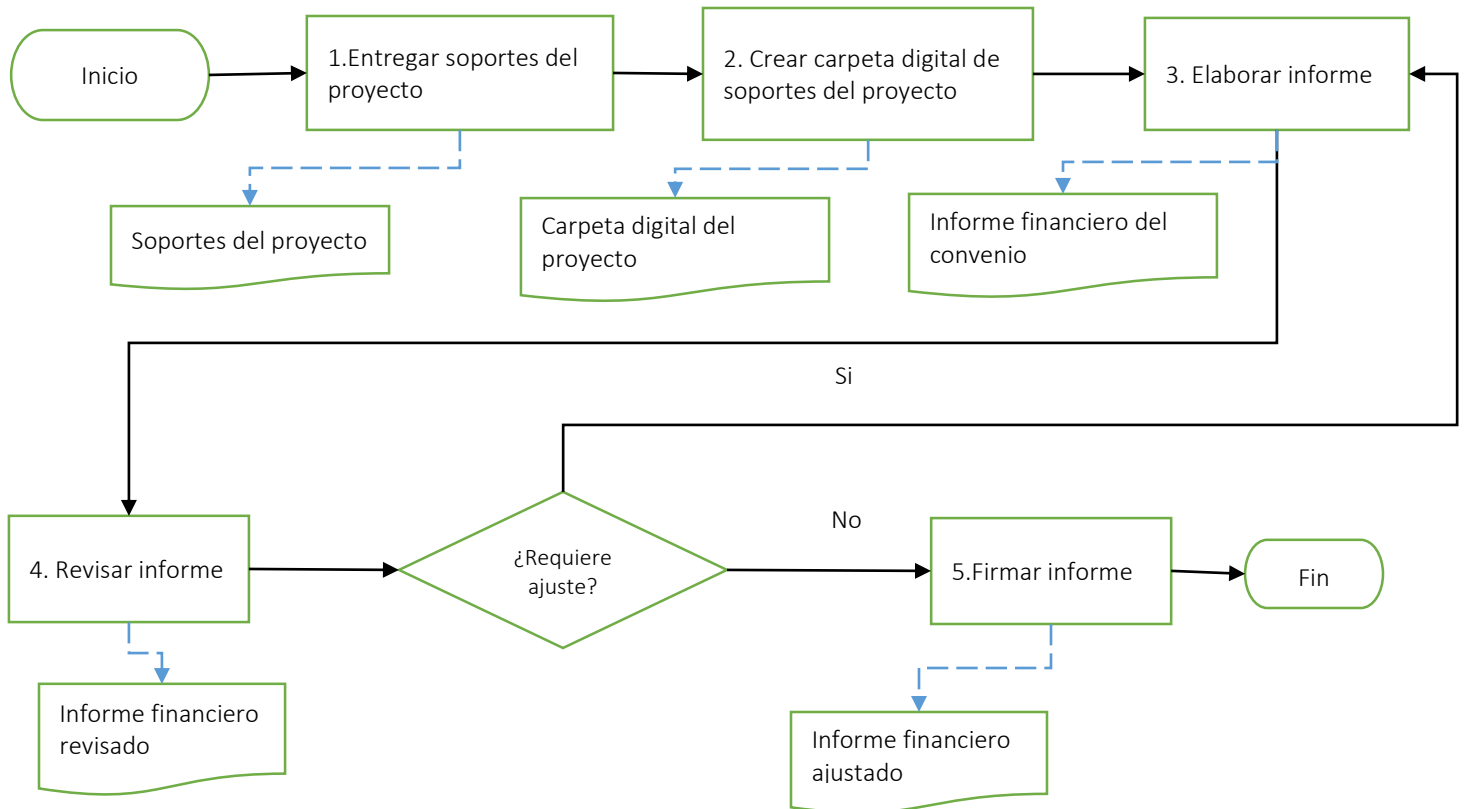 Inicio
1.Entregar soportes del
proyecto
2. Crear carpeta digital de
soportes del proyecto
3. Elaborar informe
Soportes del proyecto
Carpeta digital del
proyecto
Informe financiero del
convenio
Si
4. Revisar informe
¿Requiere
ajuste?
No
5.Firmar informe
Fin
Informe financiero
revisado
Informe financiero
ajustado